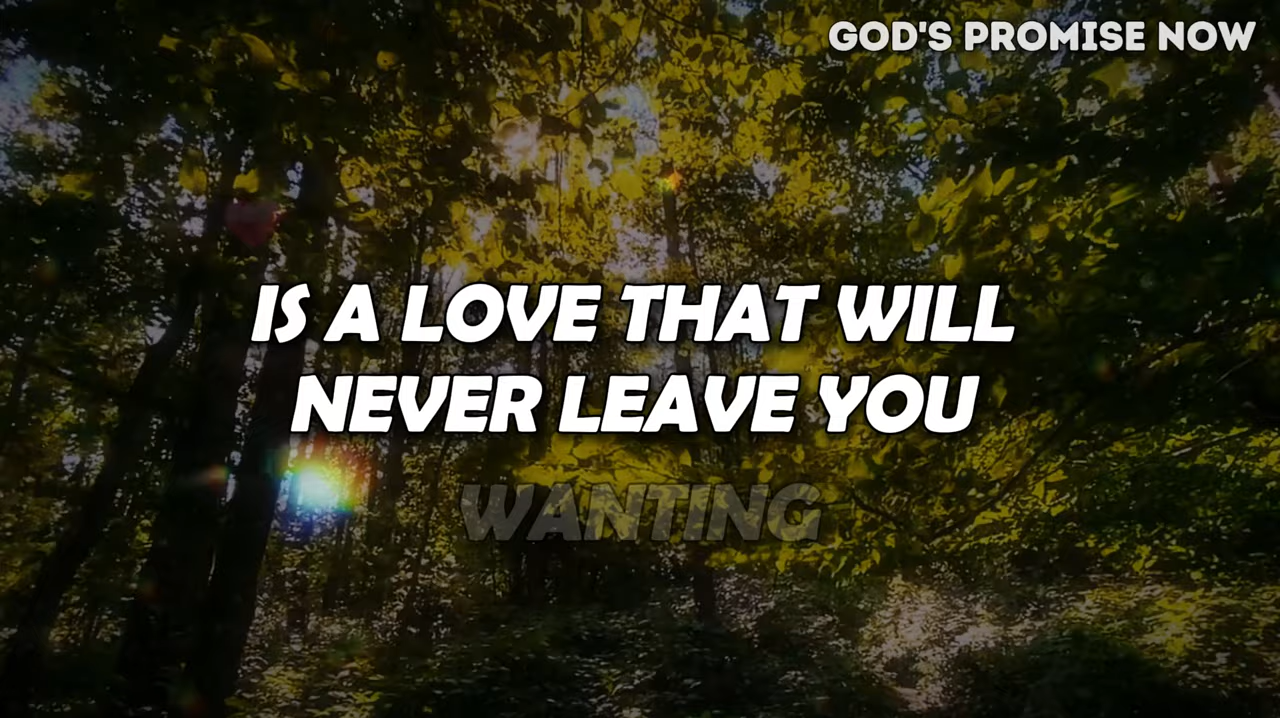 GOD'S PROMISE NOW
IS A LOVE THAT WILL
NEVER LEAVE YOU
WANTING